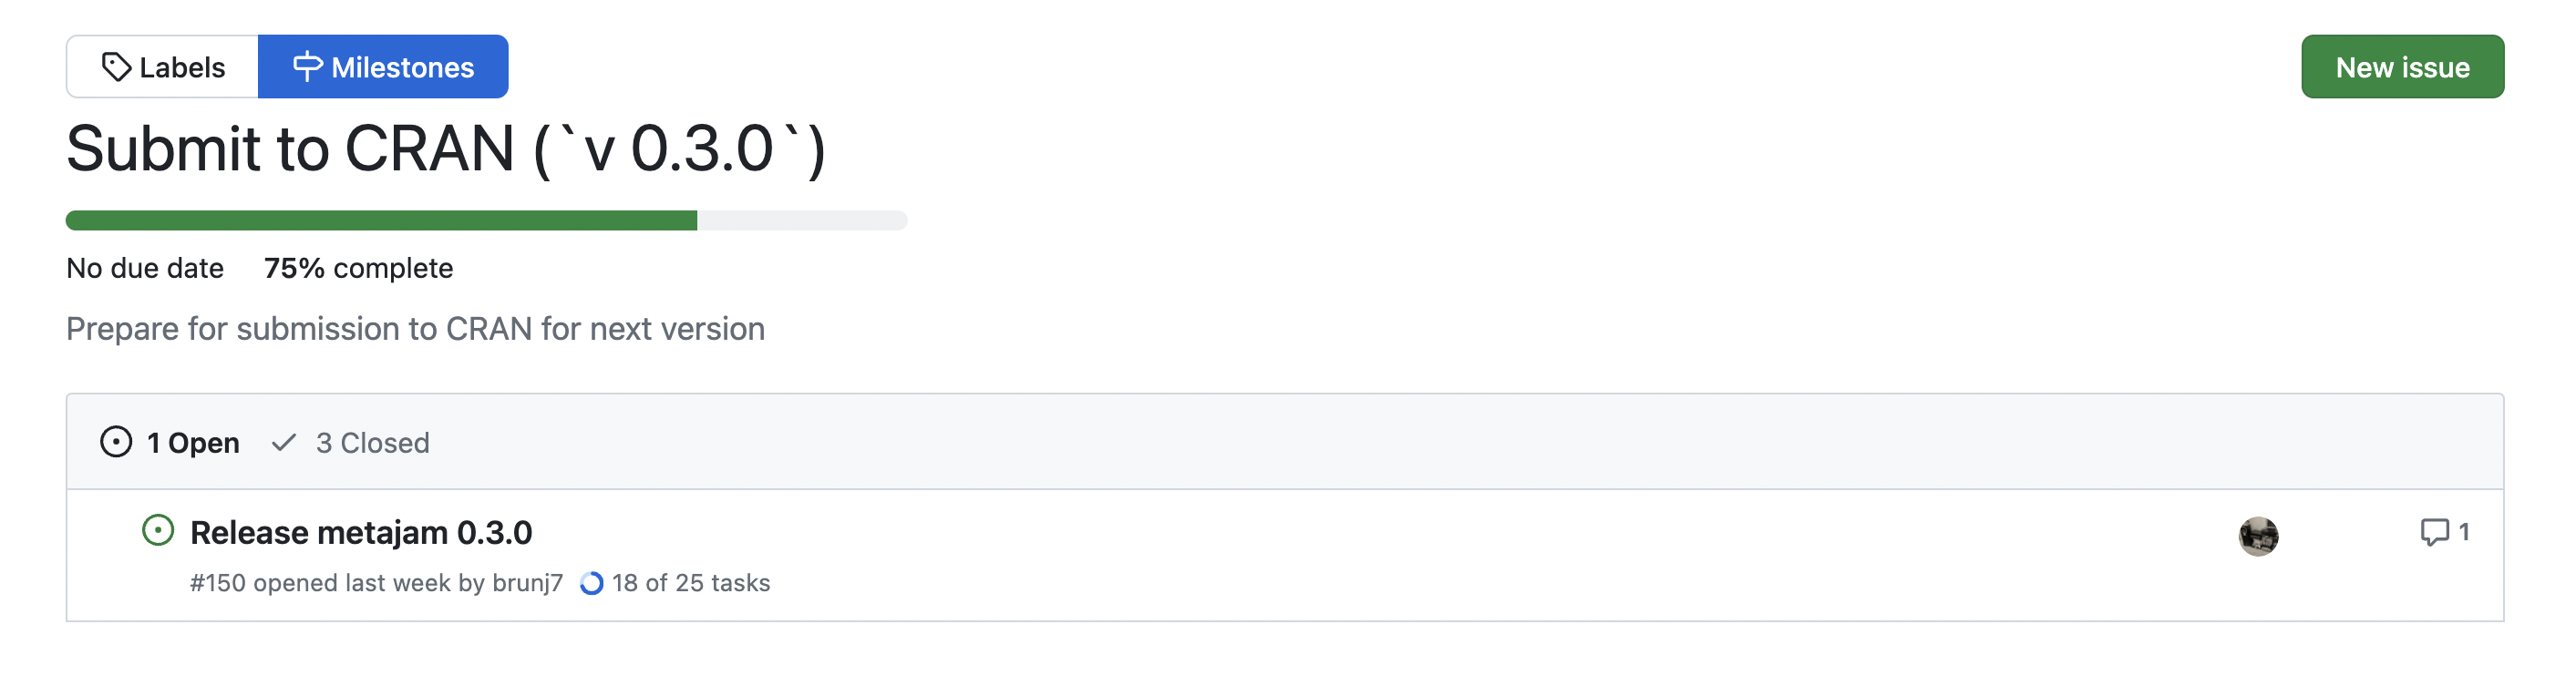 Labels Milestones New issue
Submit to CRAN (`v 0.3.0`)
No due date 75% complete
Prepare for submission to CRAN for next version
1 Open 3 Closed
Release metajam 0.3.0 1
#150 opened last week by brunj7 18 of 25 tasks